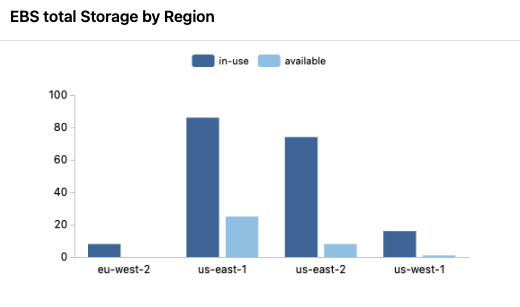 EBS total Storage by Region
in-use available
100
80
60
40
20
0
eu-west-2 us-east-1 us-east-2 us-west-1